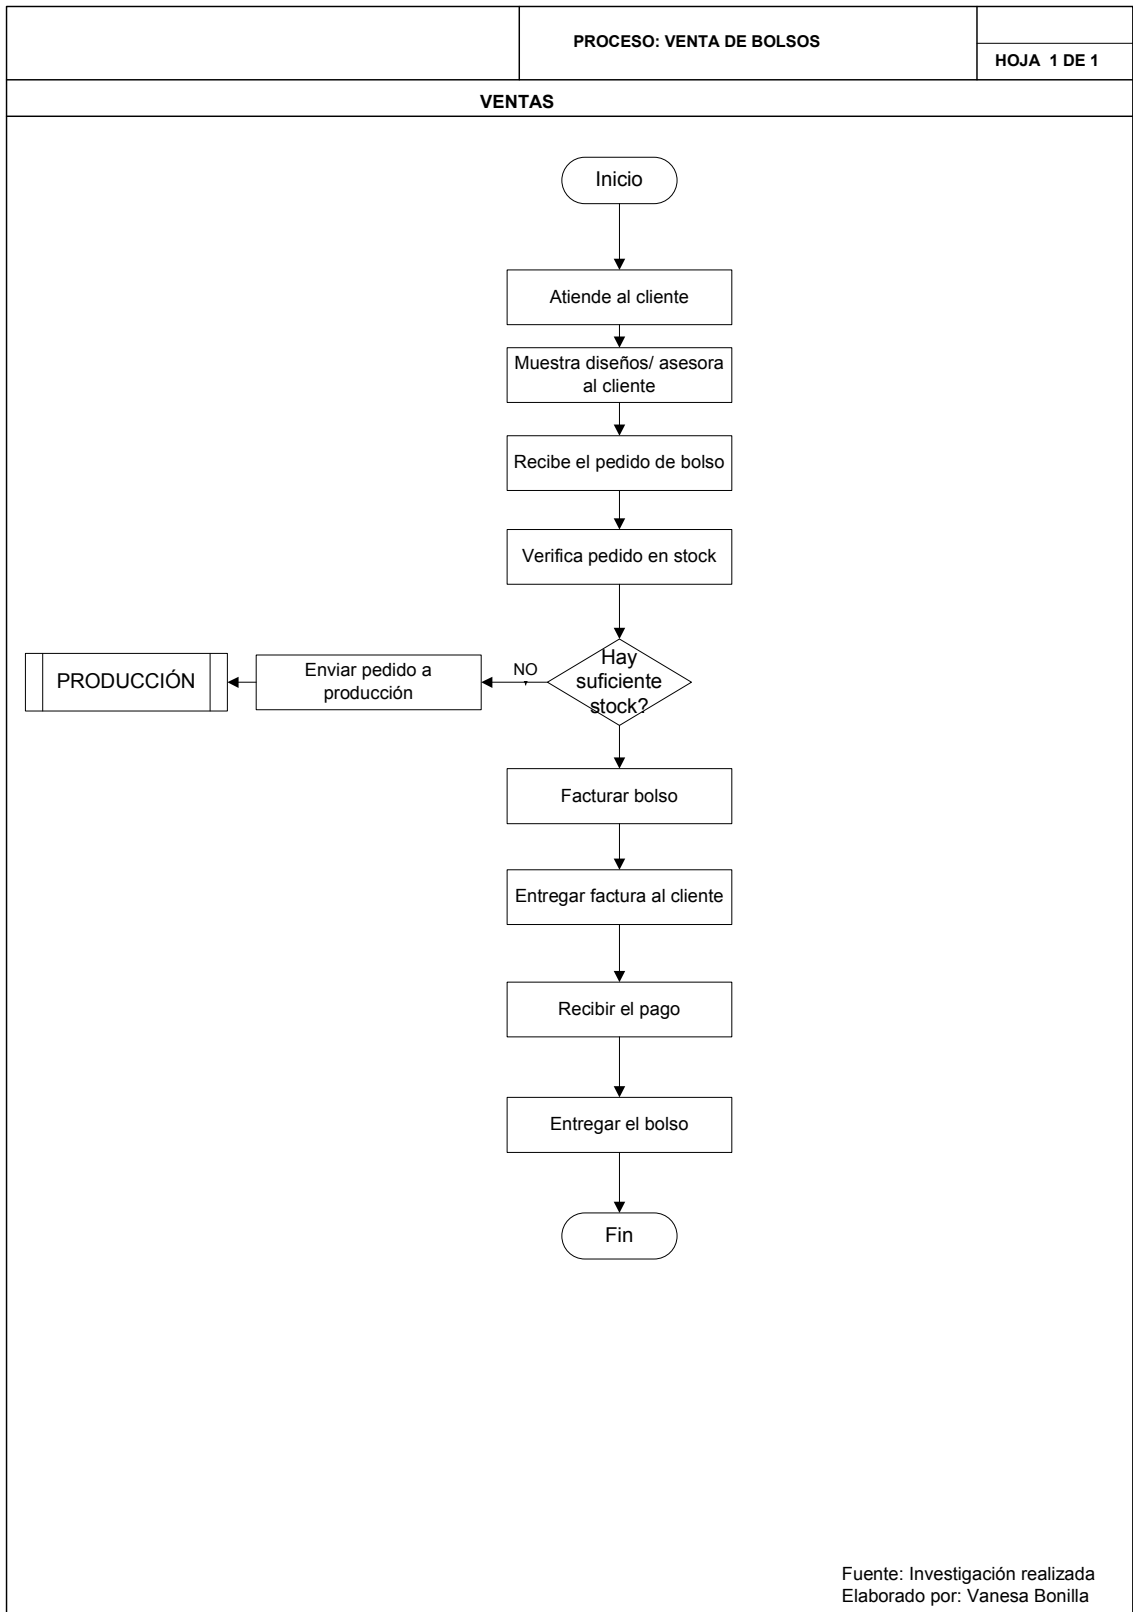 PROCESO: VENTA DE BOLSOS
HOJA 1 DE 1
VENTAS
Inicio
Atiende al cliente
Muestra diseños/ asesora
al cliente
Recibe el pedido de bolso
Verifica pedido en stock
Hay
suficiente
stock?
NO
Enviar pedido a
producción
PRODUCCIÓN
Facturar bolso
Entregar factura al cliente
Recibir el pago
Entregar el bolso
Fin
Fuente: Investigación realizada
Elaborado por: Vanesa Bonilla